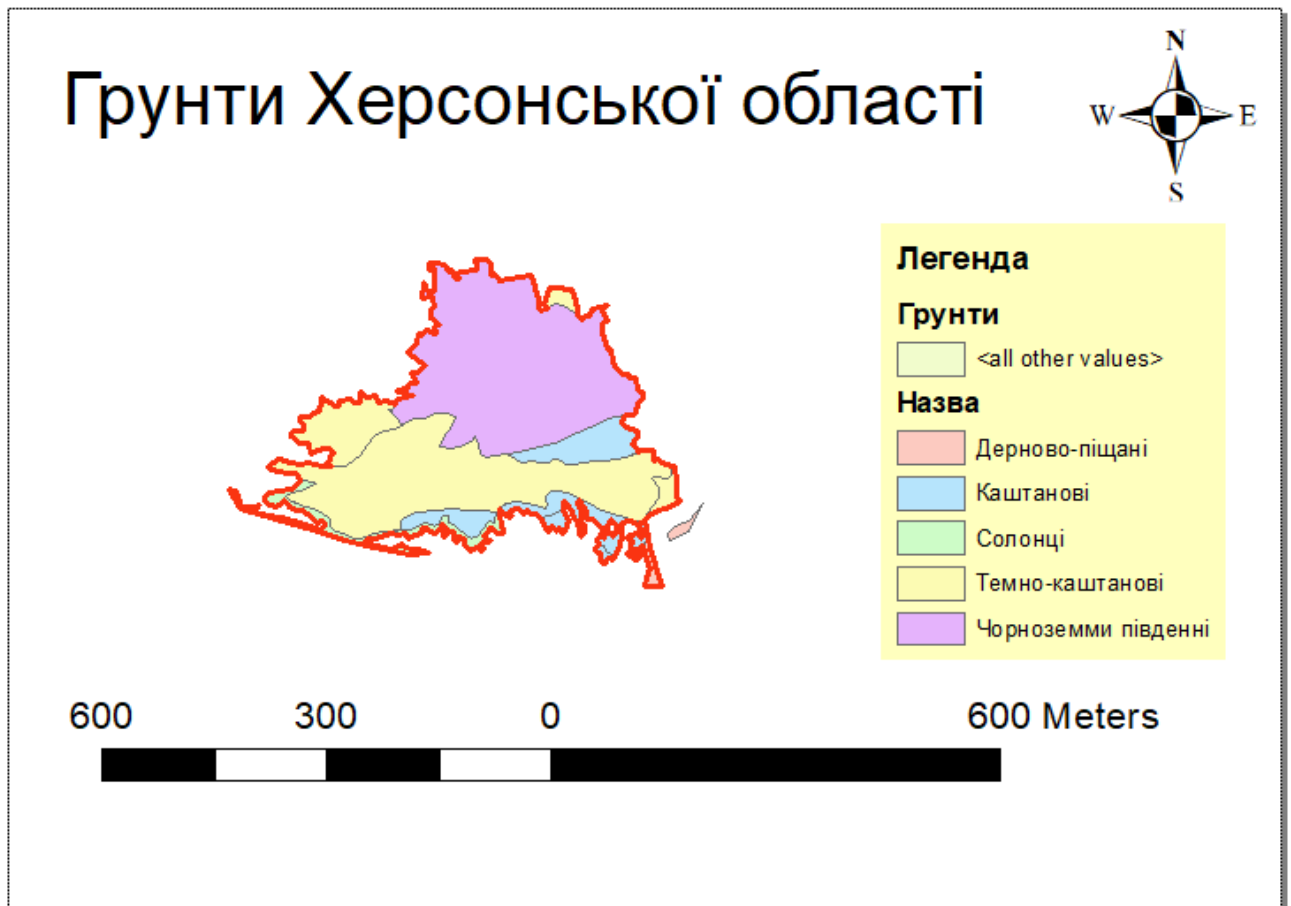 Грунти Херсонської області
N
W E
S
Легенда
Грунти
<all other values>
Назва
Дерново-піщані
Каштанові
Солонці
Темно-каштанові
Чорноземми південні
600 300 0 600 Meters